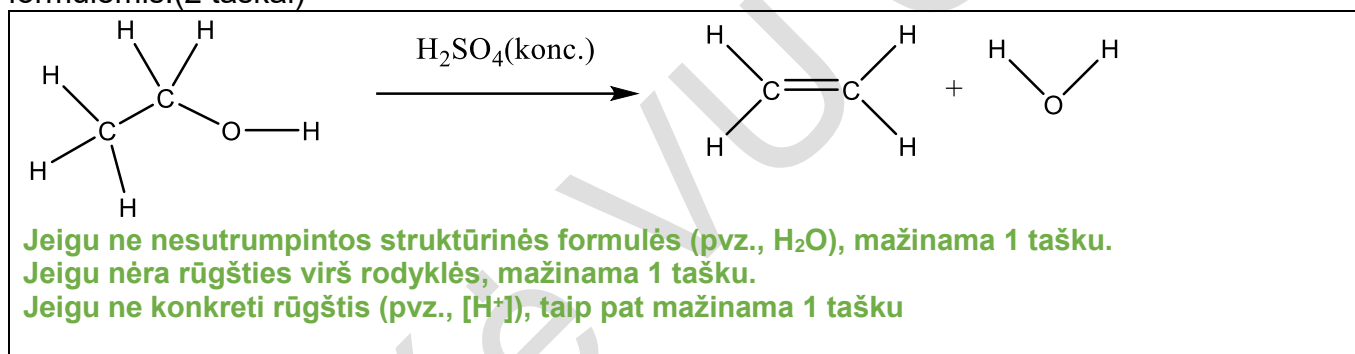 formulėmis.(2 taškai)
H H
H₂SO₄(konc.)
H C O H
C
H H
H H
C C
H H
+
H H
O
Jeigu ne nesutrumpintos struktūrinės formulės (pvz., H₂O), mažinama 1 tašku.
Jeigu nėra rūgšties virš rodyklės, mažinama 1 tašku.
Jeigu ne konkreti rūgštis (pvz., [H⁺]), taip pat mažinama 1 tašku
VU